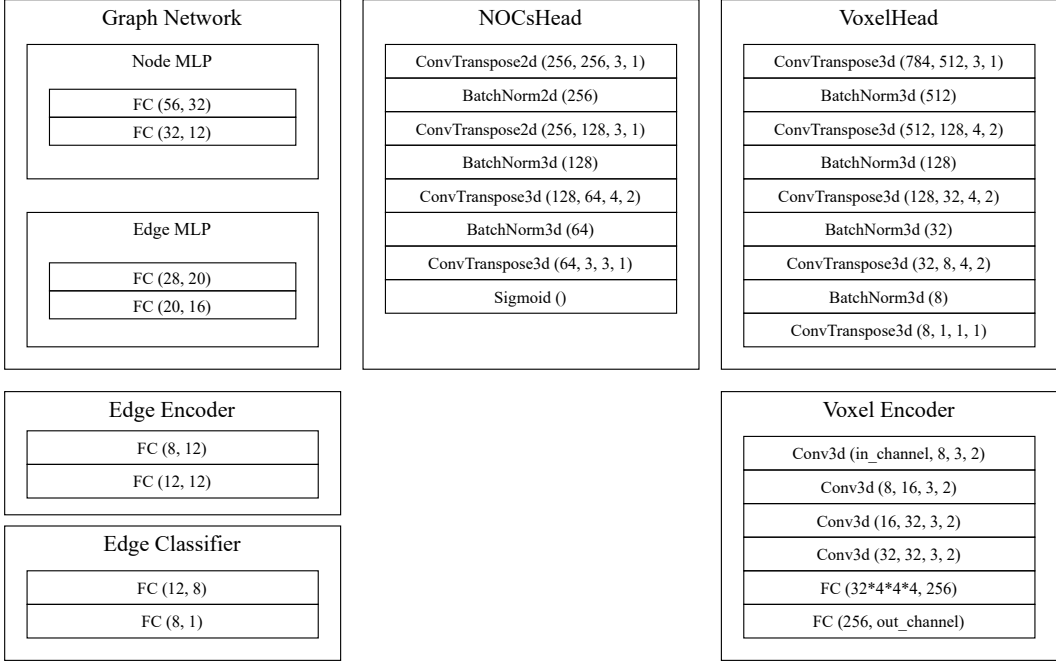 Graph Network
Node MLP
FC (56, 32)
FC (32, 12)
Edge MLP
FC (28, 20)
FC (20, 16)
NOCsHead
ConvTranspose2d (256, 256, 3, 1)
BatchNorm2d (256)
ConvTranspose2d (256, 128, 3, 1)
BatchNorm3d (128)
ConvTranspose3d (128, 64, 4, 2)
BatchNorm3d (64)
ConvTranspose3d (64, 3, 3, 1)
Sigmoid ()
VoxelHead
ConvTranspose3d (784, 512, 3, 1)
BatchNorm3d (512)
ConvTranspose3d (512, 128, 4, 2)
BatchNorm3d (128)
ConvTranspose3d (128, 32, 4, 2)
BatchNorm3d (32)
ConvTranspose3d (32, 8, 4, 2)
BatchNorm3d (8)
ConvTranspose3d (8, 1, 1, 1)
Edge Encoder
FC (8, 12)
FC (12, 12)
Edge Classifier
FC (12, 8)
FC (8, 1)
Voxel Encoder
Conv3d (in_channel, 8, 3, 2)
Conv3d (8, 16, 3, 2)
Conv3d (16, 32, 3, 2)
Conv3d (32, 32, 3, 2)
FC (32*4*4*4, 256)
FC (256, out_channel)